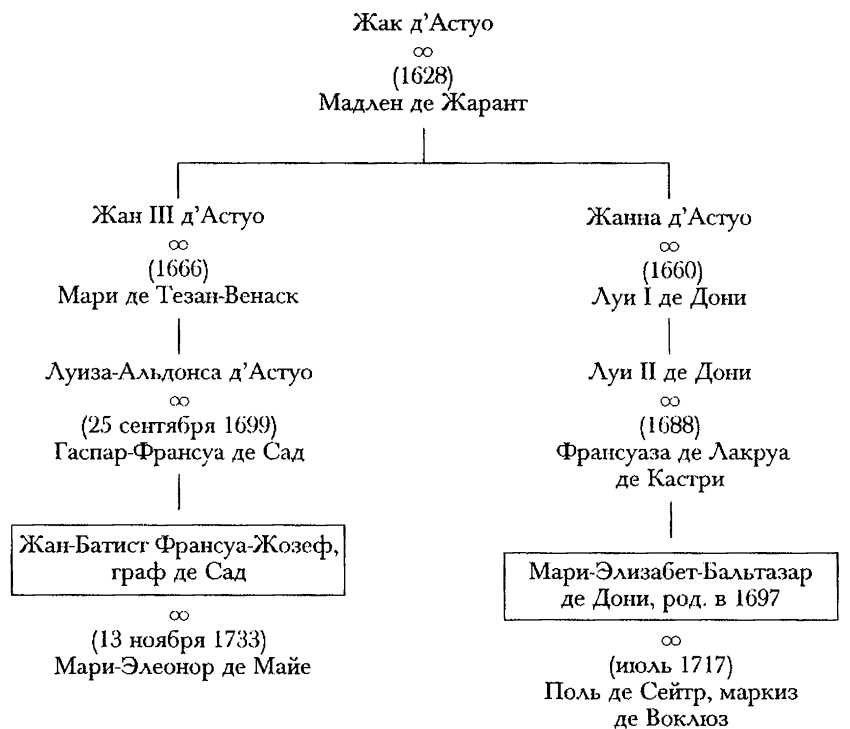 Жак д’Астуо
∞
(1628)
Мадлен де Жарант
Жан III д’Астуо
∞
(1666)
Мари де Тезан-Венаск
Луиза-Альдонса д’Астуо
∞
(25 сентября 1699)
Гаспар-Франсуа де Сад
Жан-Батист Франсуа-Жозеф,
граф де Сад
∞
(13 ноября 1733)
Мари-Элеонор де Майе
Жанна д’Астуо
∞
(1660)
Луи I де Дони
Луи II де Дони
∞
(1688)
Франсуаза де Лакруа
де Кастри
Мари-Элизабет-Бальтазар
де Дони, род. в 1697
∞
(июль 1717)
Поль де Сейтр, маркиз
де Воклюз